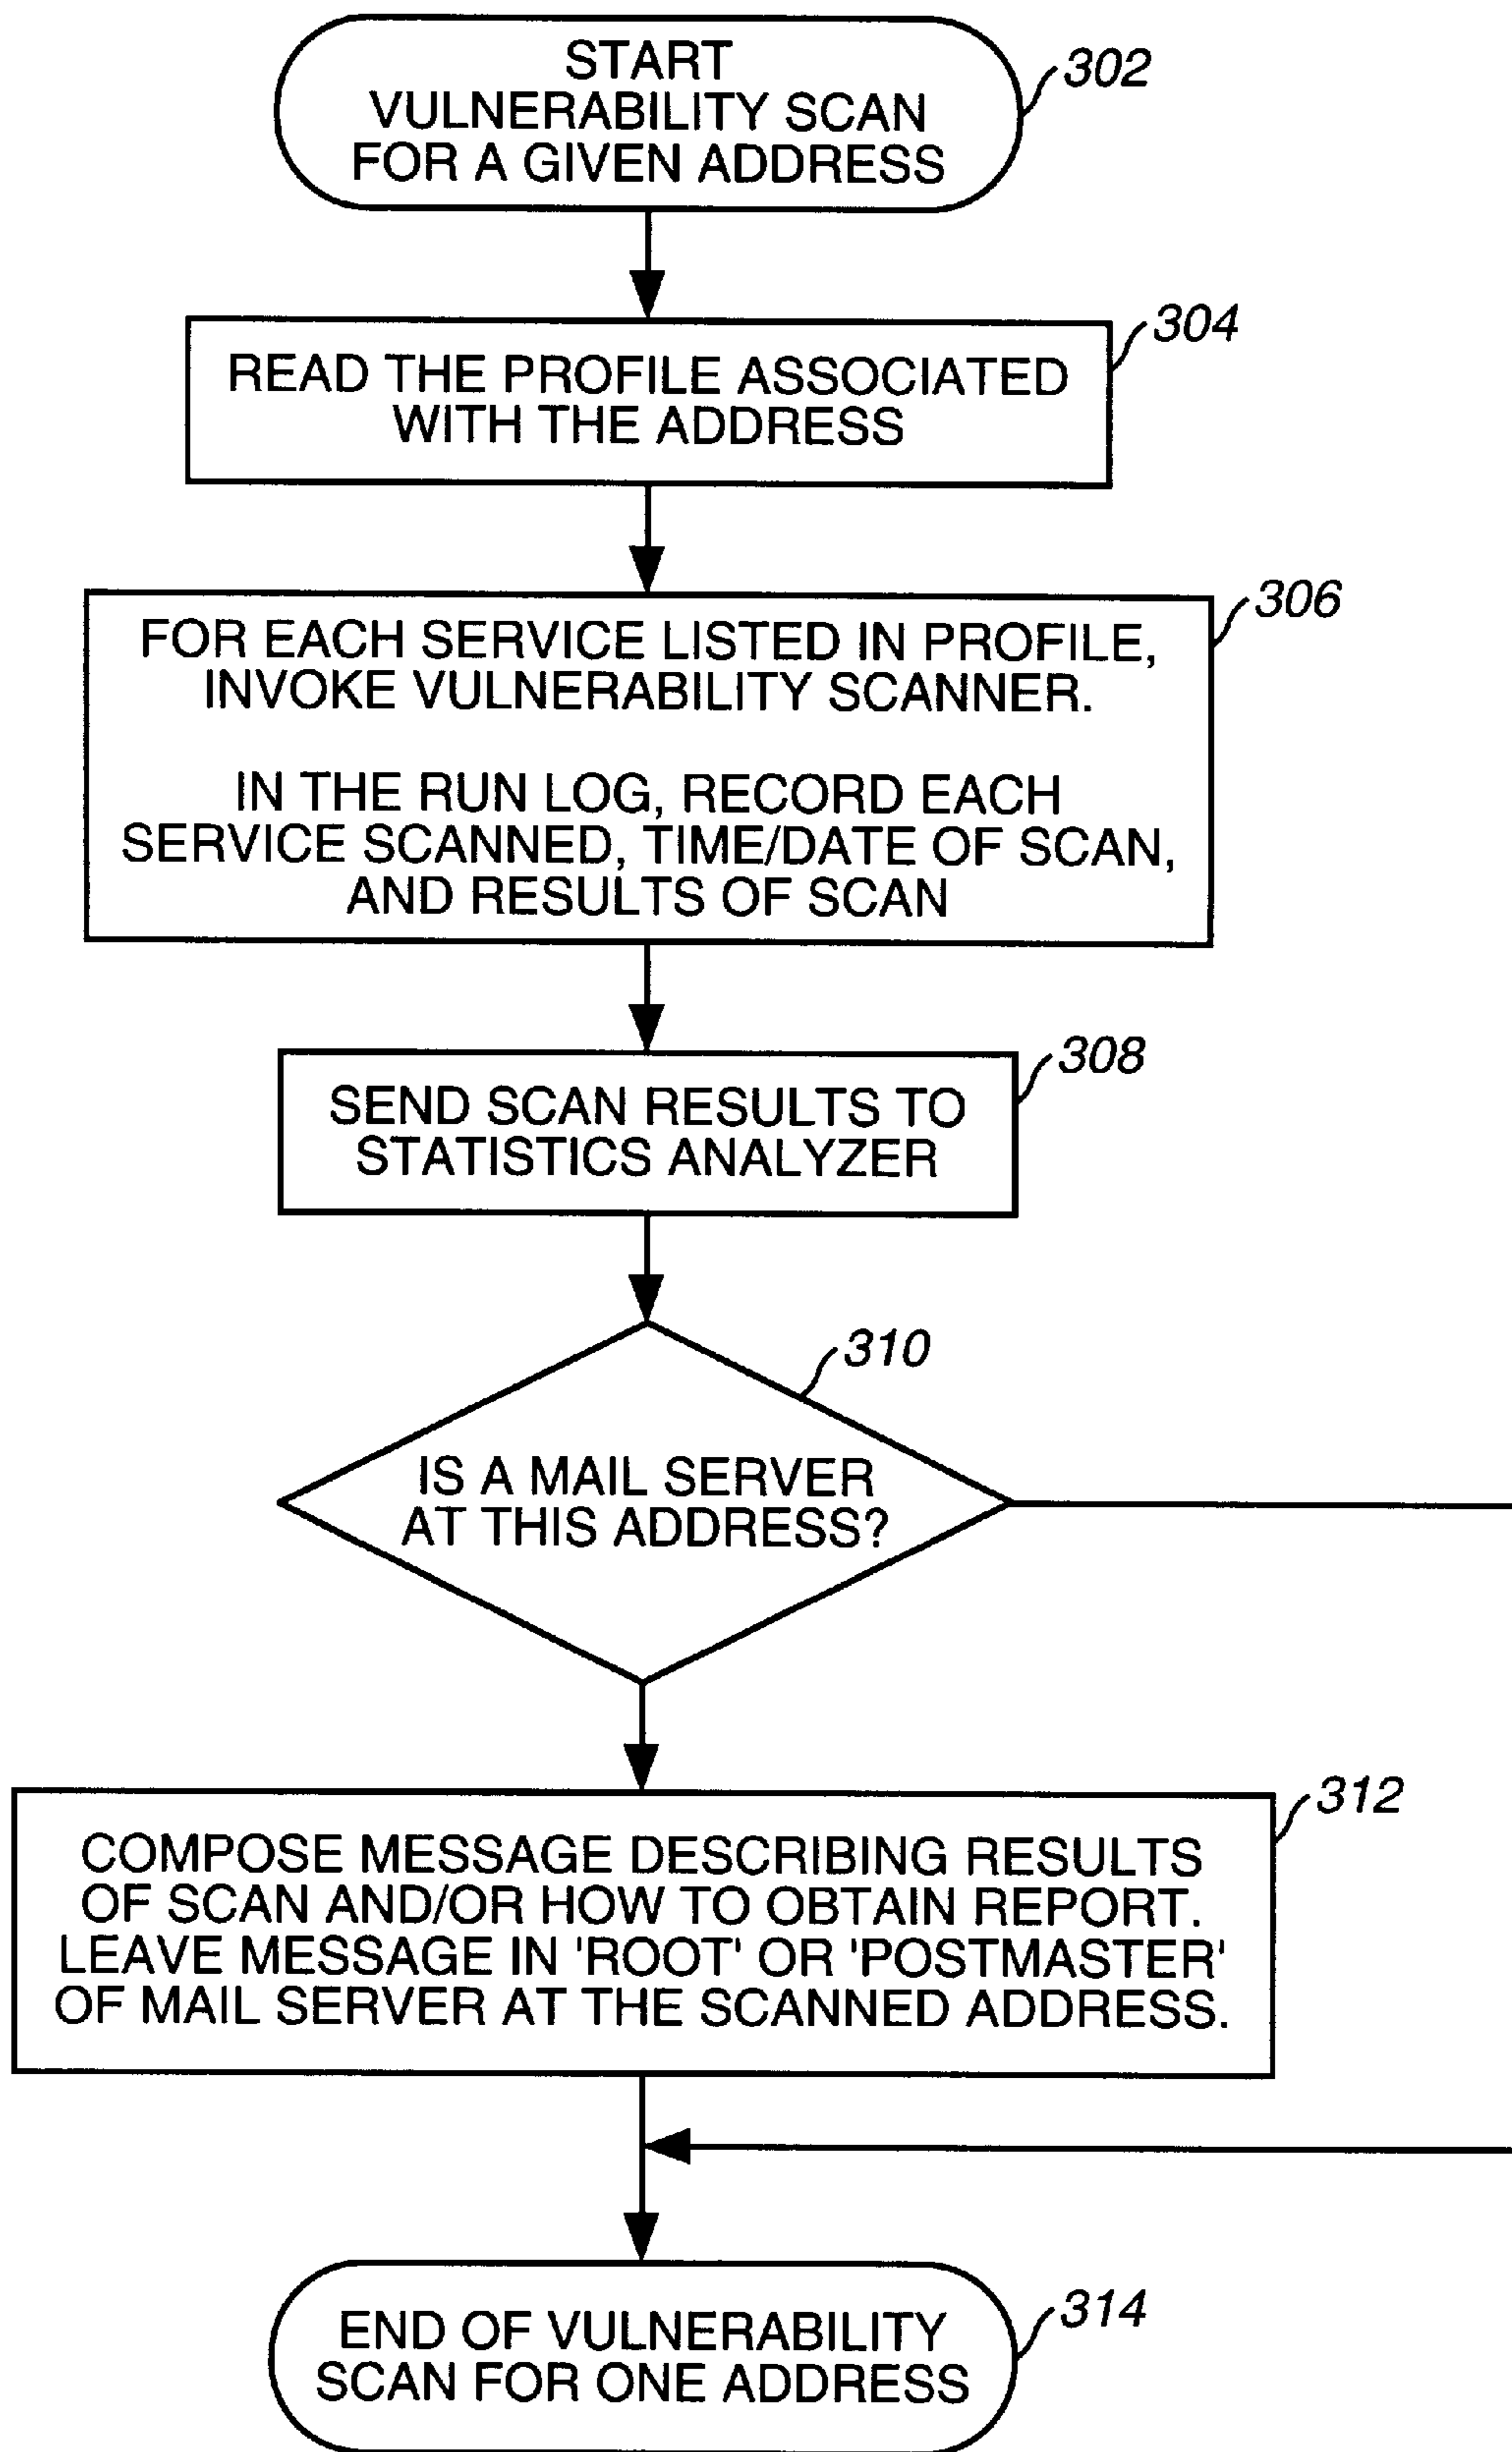 START
VULNERABILITY SCAN
FOR A GIVEN ADDRESS
302
READ THE PROFILE ASSOCIATED
WITH THE ADDRESS
304
FOR EACH SERVICE LISTED IN PROFILE,
INVOKE VULNERABILITY SCANNER.
IN THE RUN LOG, RECORD EACH
SERVICE SCANNED, TIME/DATE OF SCAN,
AND RESULTS OF SCAN
306
SEND SCAN RESULTS TO
STATISTICS ANALYZER
308
IS A MAIL SERVER
AT THIS ADDRESS?
310
COMPOSE MESSAGE DESCRIBING RESULTS
OF SCAN AND/OR HOW TO OBTAIN REPORT.
LEAVE MESSAGE IN 'ROOT' OR 'POSTMASTER'
OF MAIL SERVER AT THE SCANNED ADDRESS.
312
END OF VULNERABILITY
SCAN FOR ONE ADDRESS
314